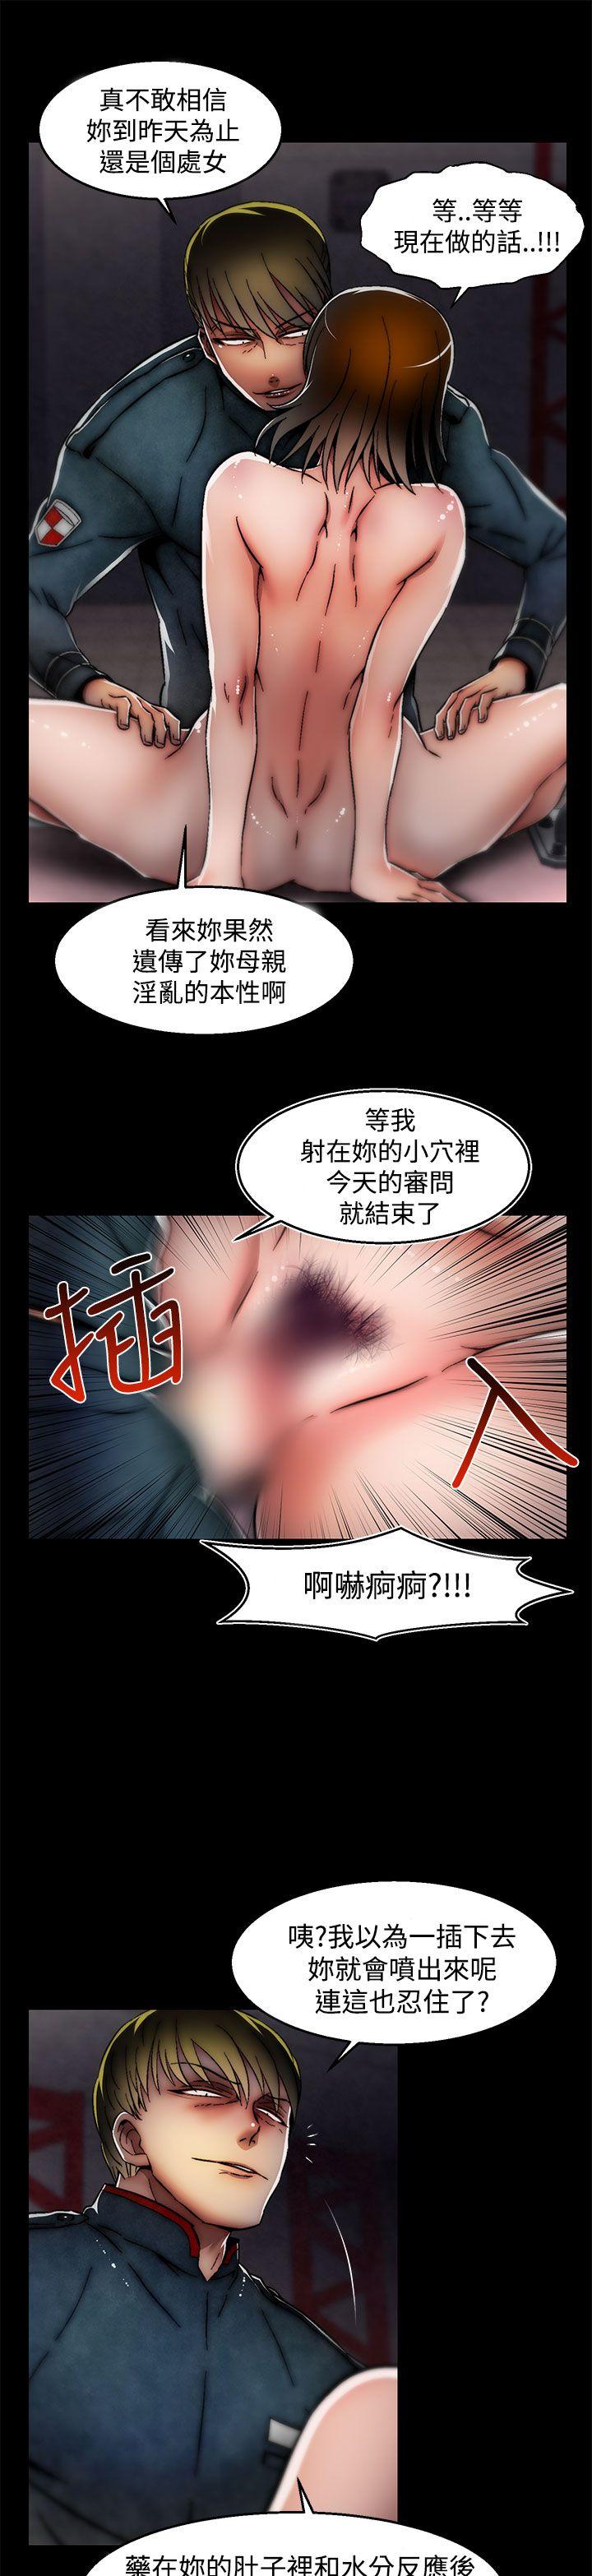 真不敢相信
妳到昨天為止
還是個處女
等..等等
現在做的話..!!!
看來妳果然
遺傳了妳母親
淫亂的本性啊
等我
射在妳的小穴裡
今天的審問
就結束了
插入
啊嚇痾痾?!!!
咦?我以為一插下去
妳就會噴出來呢
連這也忍住了?
藥在妳的肚子裡和水分反應後